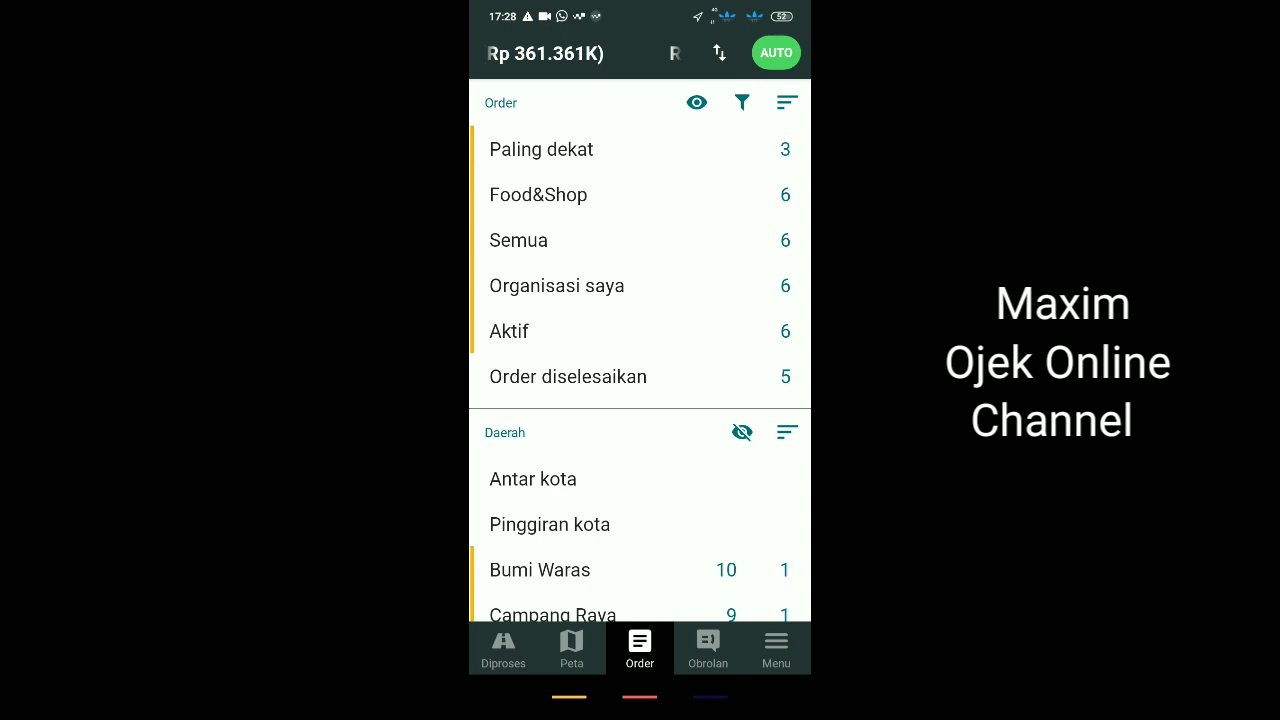 17:28
52
Rp 361.361K)
R
AUTO
Order
Paling dekat 3
Food&Shop 6
Semua 6
Organisasi saya 6
Aktif 6
Order diselesaikan 5
Daerah
Antar kota
Pinggiran kota
Bumi Waras 10 1
Campang Raya 9 1
Diproses
Peta
Order
Obrolan
Menu
Maxim
Ojek Online
Channel